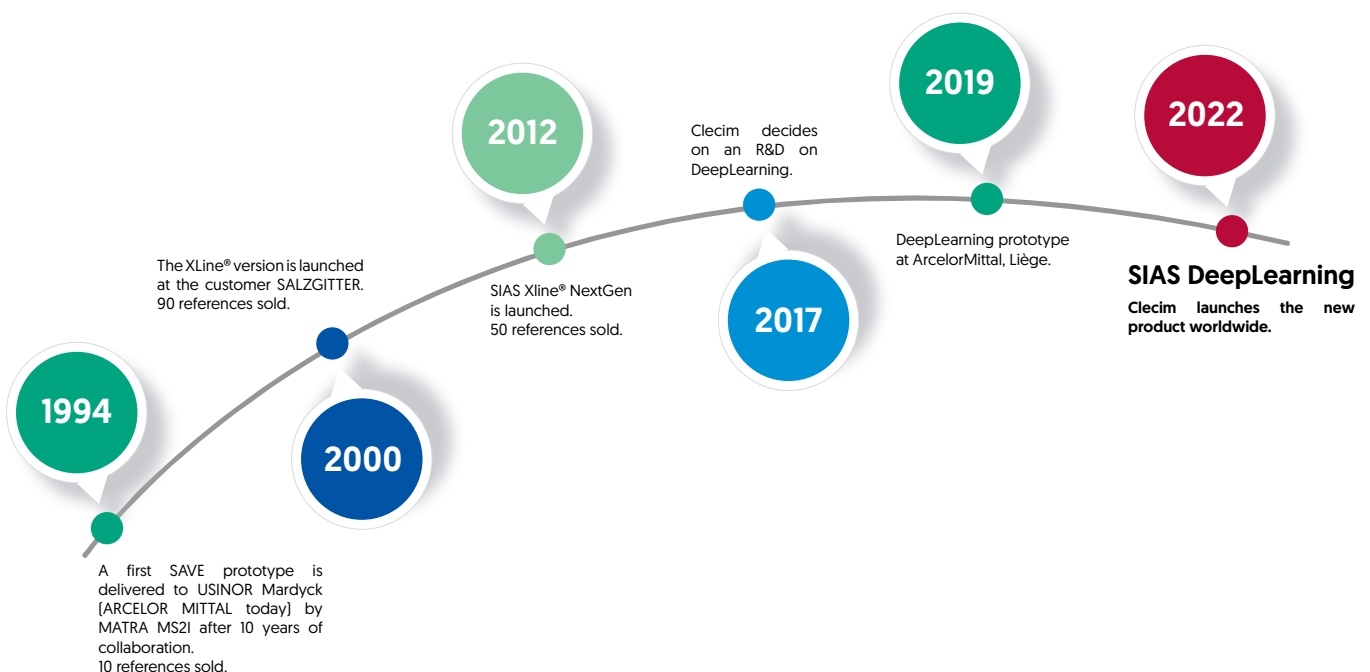 1994
A first SAVE prototype is
delivered to USINOR Mardyck
(ARCELOR MITTAL today) by
MATRA MS2I after 10 years of
collaboration.
10 references sold.
The XLine® version is launched
at the customer SALZGITTER.
90 references sold.
2000
2012
SIAS Xline® NextGen
is launched.
50 references sold.
Clecim decides
on an R&D on
DeepLearning.
2017
2019
DeepLearning prototype
at ArcelorMittal, Liège.
2022
SIAS DeepLearning
Clecim launches the new
product worldwide.